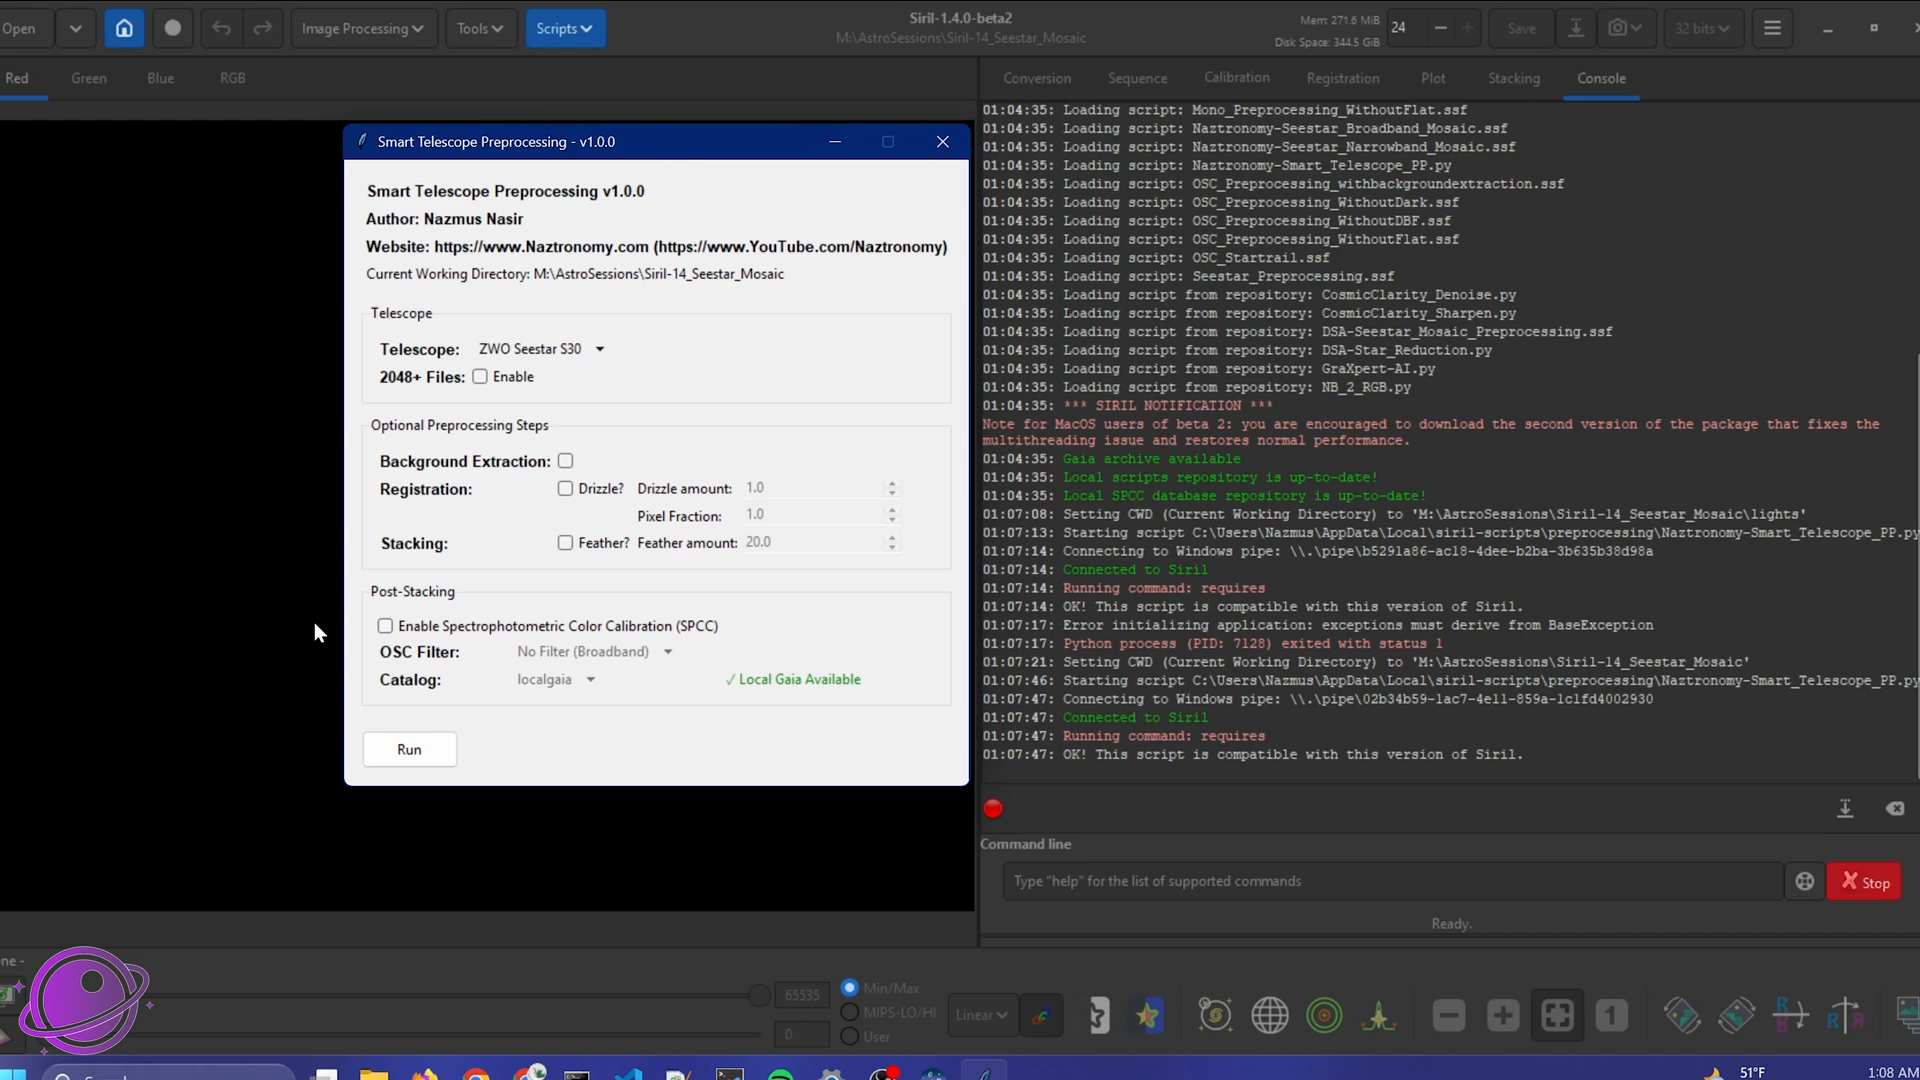 Open
Image Processing
Tools
Scripts
Siril-1.4.0-beta2
M:\AstroSessions\Siril-14_Seestar_Mosaic
Mem: 271.6 MiB
Disk Space: 344.5 GiB
24
Save
32 bits
Red
Green
Blue
RGB
Conversion
Sequence
Calibration
Registration
Plot
Stacking
Console
Smart Telescope Preprocessing - v1.0.0
Smart Telescope Preprocessing v1.0.0
Author: Nazmus Nasir
Website: https://www.Naztronomy.com (https://www.YouTube.com/Naztronomy)
Current Working Directory: M:\AstroSessions\Siril-14_Seestar_Mosaic
Telescope
Telescope: ZWO Seestar S30
2048+ Files: Enable
Optional Preprocessing Steps
Background Extraction:
Registration: Drizzle? Drizzle amount: 1.0
Pixel Fraction: 1.0
Stacking: Feather? Feather amount: 20.0
Post-Stacking
Enable Spectrophotometric Color Calibration (SPCC)
OSC Filter: No Filter (Broadband)
Catalog: localgaia ✓ Local Gaia Available
Run
01:04:35: Loading script: Mono_Preprocessing_WithoutFlat.ssf
01:04:35: Loading script: Naztronomy-Seestar_Broadband_Mosaic.ssf
01:04:35: Loading script: Naztronomy-Seestar_Narrowband_Mosaic.ssf
01:04:35: Loading script: Naztronomy-Smart_Telescope_PP.py
01:04:35: Loading script: OSC_Preprocessing_withbackgroundextraction.ssf
01:04:35: Loading script: OSC_Preprocessing_WithoutDark.ssf
01:04:35: Loading script: OSC_Preprocessing_WithoutDBF.ssf
01:04:35: Loading script: OSC_Preprocessing_WithoutFlat.ssf
01:04:35: Loading script: OSC_Startrail.ssf
01:04:35: Loading script: Seestar_Preprocessing.ssf
01:04:35: Loading script from repository: CosmicClarity_Denoise.py
01:04:35: Loading script from repository: CosmicClarity_Sharpen.py
01:04:35: Loading script from repository: DSA-Seestar_Mosaic_Preprocessing.ssf
01:04:35: Loading script from repository: DSA-Star_Reduction.py
01:04:35: Loading script from repository: GraXpert-AI.py
01:04:35: Loading script from repository: NB_2_RGB.py
01:04:35: *** SIRIL NOTIFICATION ***
Note for MacOS users of beta 2: you are encouraged to download the second version of the package that fixes the
multithreading issue and restores normal performance.
01:04:35: Gaia archive available
01:04:35: Local scripts repository is up-to-date!
01:04:35: Local SPCC database repository is up-to-date!
01:07:08: Setting CWD (Current Working Directory) to 'M:\AstroSessions\Siril-14_Seestar_Mosaic\lights'
01:07:13: Starting script C:\Users\Nazmus\AppData\Local\siril-scripts\preprocessing\Naztronomy-Smart_Telescope_PP.py
01:07:14: Connecting to Windows pipe: \\.\pipe\b5291a86-ac18-4dee-b2ba-3b635b38d98a
01:07:14: Connected to Siril
01:07:14: Running command: requires
01:07:14: OK! This script is compatible with this version of Siril.
01:07:17: Error initializing application: exceptions must derive from BaseException
01:07:17: Python process (PID: 7128) exited with status 1
01:07:21: Setting CWD (Current Working Directory) to 'M:\AstroSessions\Siril-14_Seestar_Mosaic'
01:07:46: Starting script C:\Users\Nazmus\AppData\Local\siril-scripts\preprocessing\Naztronomy-Smart_Telescope_PP.py
01:07:47: Connecting to Windows pipe: \\.\pipe\02b34b59-1ac7-4e11-859a-1c1fd4002930
01:07:47: Connected to Siril
01:07:47: Running command: requires
01:07:47: OK! This script is compatible with this version of Siril.
Command line
Type "help" for the list of supported commands
Stop
Ready.
65535
0
Min/Max
MIPS-LO/HI
User
Linear
1
51°F
1:08 AM